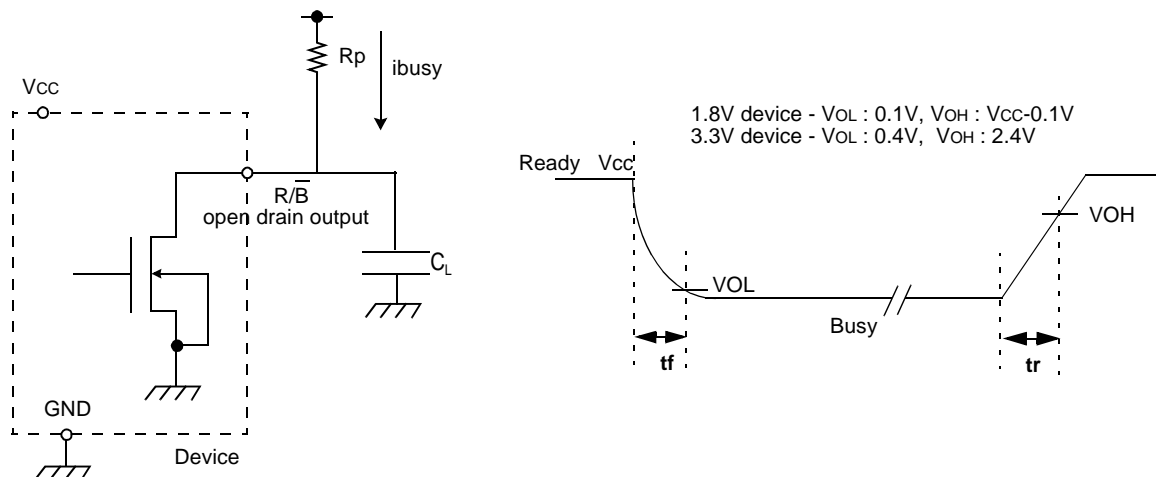 Rp
ibusy
VCC
R/B̅
open drain output
CL
GND
Device
1.8V device - VOL : 0.1V, VOH : VCC-0.1V
3.3V device - VOL : 0.4V, VOH : 2.4V
Ready Vcc
VOH
VOL
Busy
tf
tr